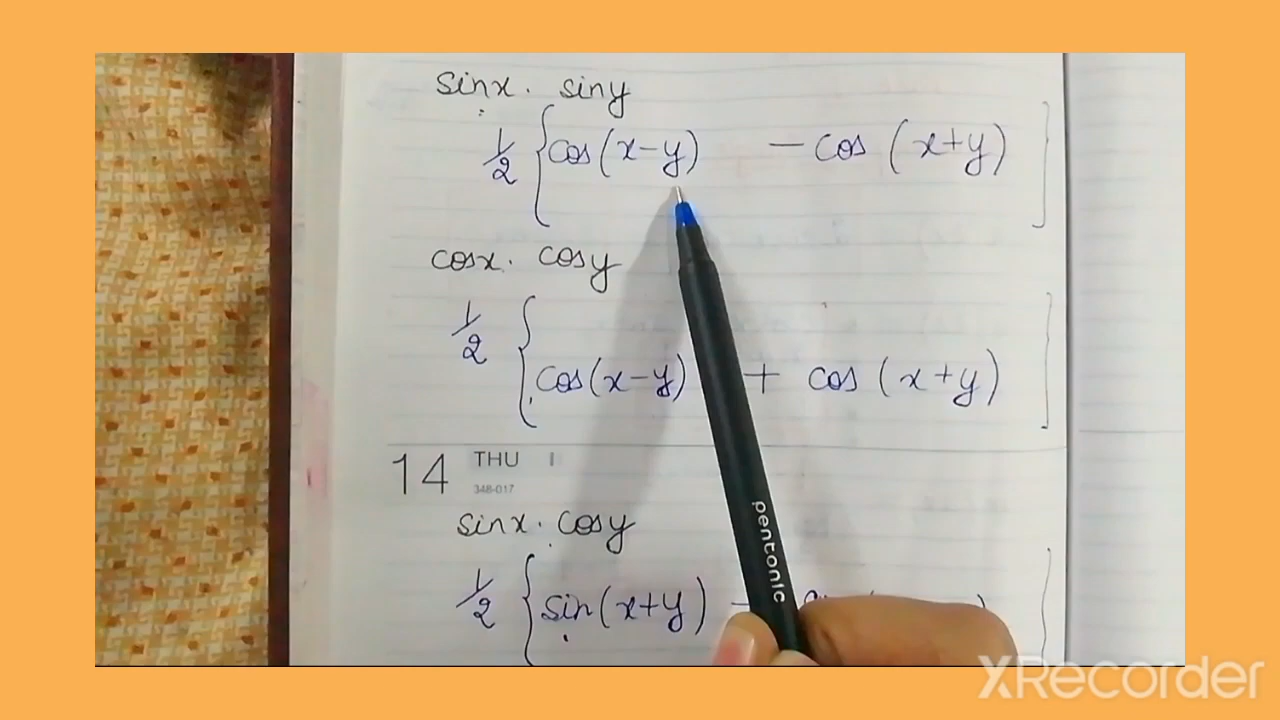 sinx. siny
1/2 {cos(x-y) - cos (x+y)]
cosx. cosy
1/2 {cos(x-y) + cos (x+y)]
14 THU
348-017
sinx. cosy
1/2 {sin(x+y)
pentonic
XRecorder